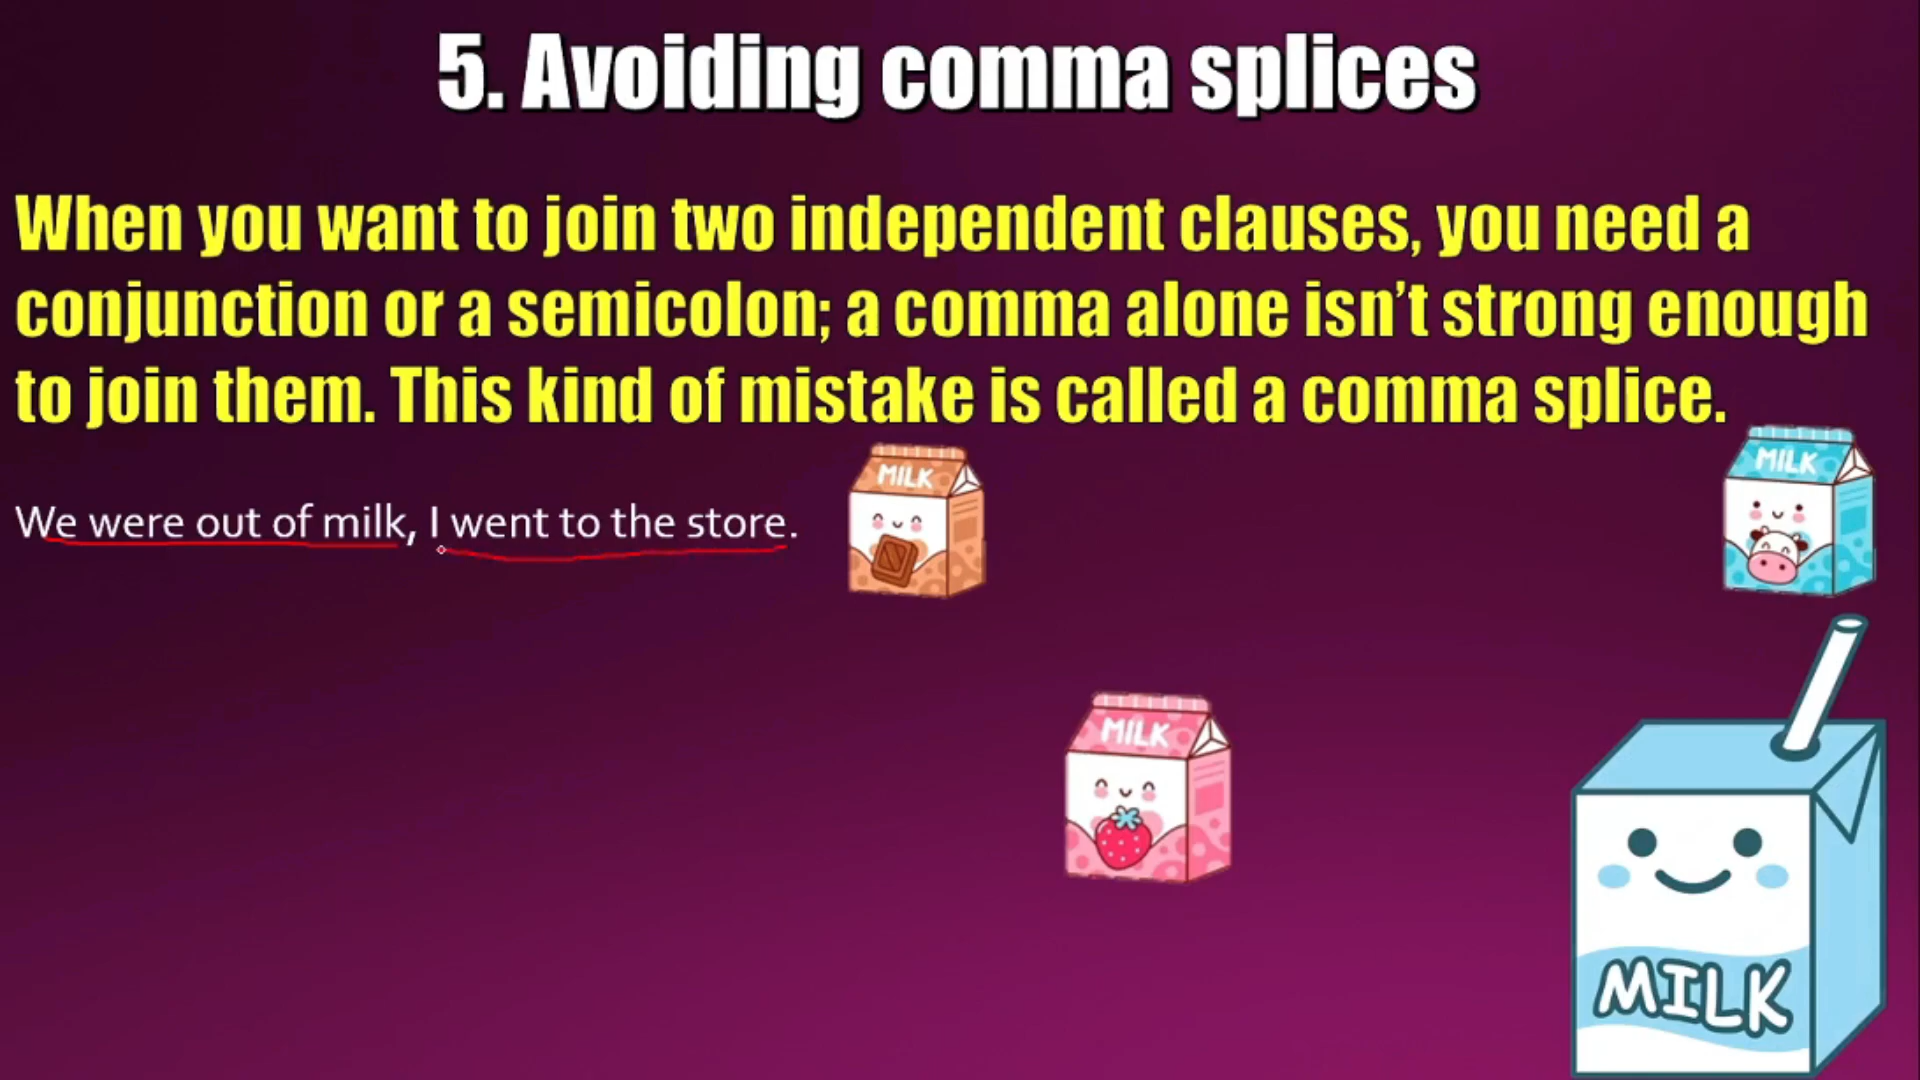 5. Avoiding comma splices
When you want to join two independent clauses, you need a
conjunction or a semicolon; a comma alone isn’t strong enough
to join them. This kind of mistake is called a comma splice.
We were out of milk, I went to the store.
MILK
MILK
MILK
MILK